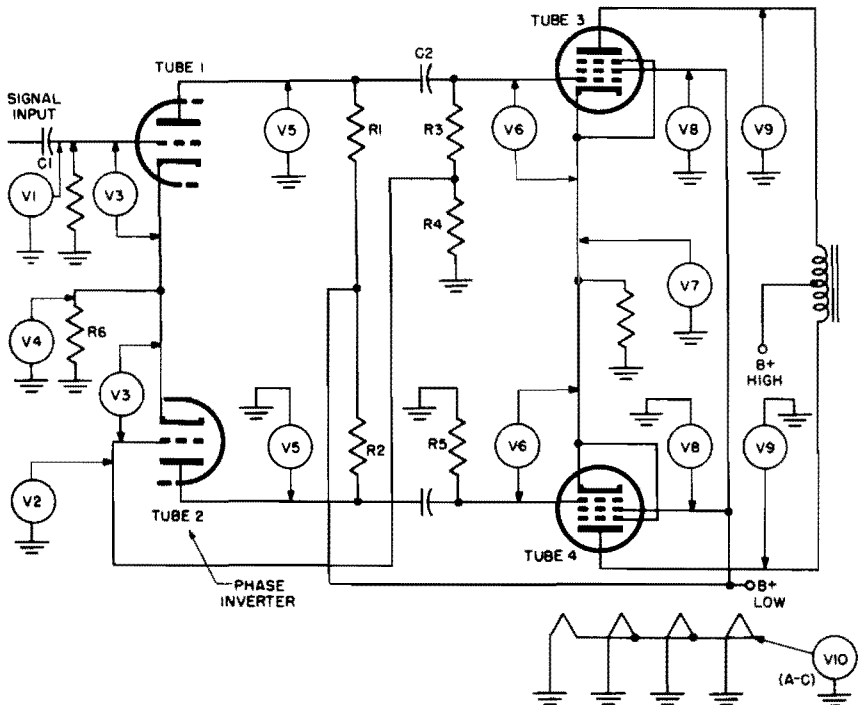 TUBE 3
TUBE 1
C2
SIGNAL
INPUT
C1
V1
V3
V5
R1
R3
V6
V8
V9
R4
V7
V4
R6
B+
HIGH
V3
V5
R2
R5
V6
V8
V9
V2
TUBE 2
TUBE 4
PHASE
INVERTER
B+
LOW
V10
(A-C)